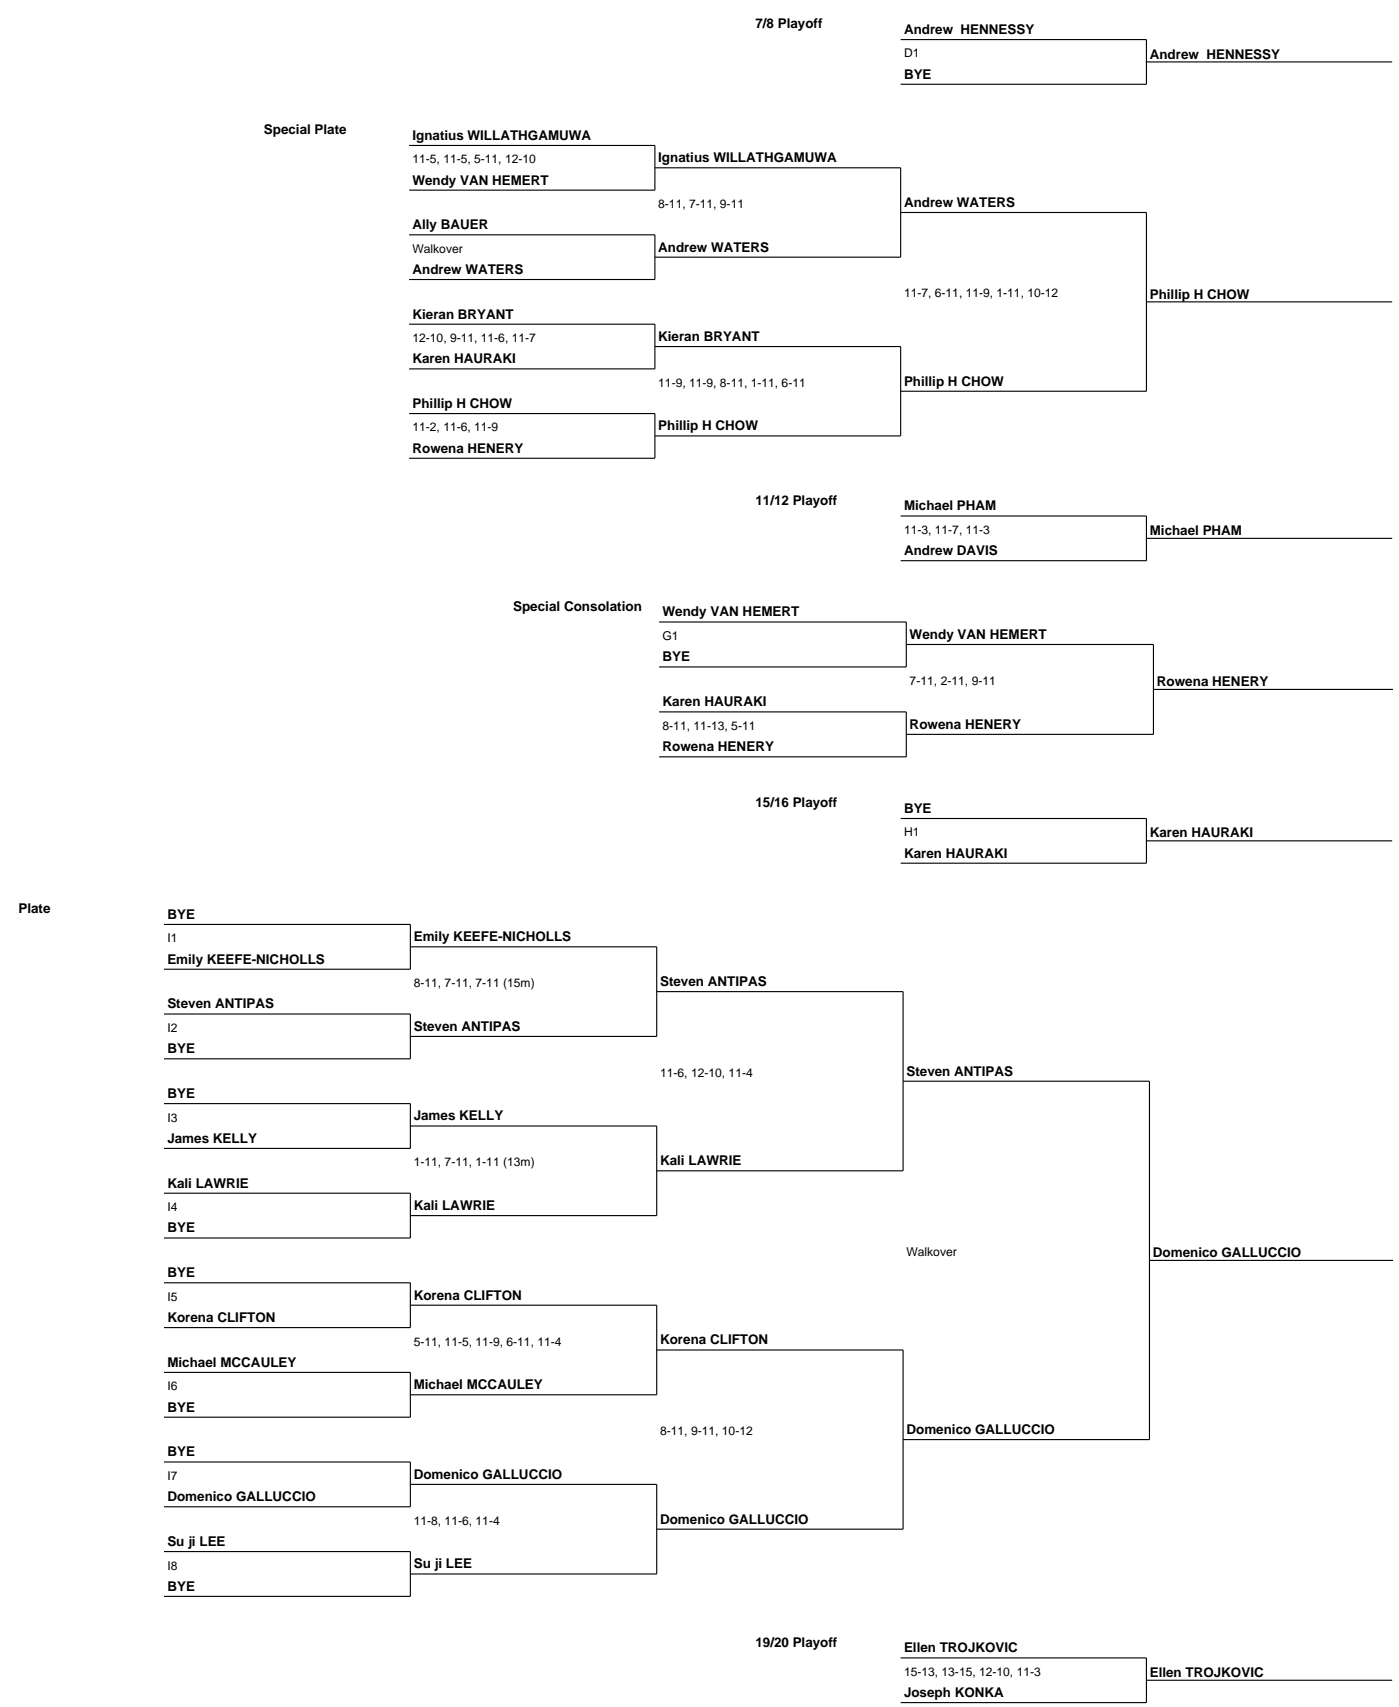 7/8 Playoff
Andrew HENNESSY
D1
Andrew HENNESSY
BYE
Special Plate
Ignatius WILLATHGAMUWA
11-5, 11-5, 5-11, 12-10
Ignatius WILLATHGAMUWA
Wendy VAN HEMERT
8-11, 7-11, 9-11
Andrew WATERS
Ally BAUER
Walkover
Andrew WATERS
Andrew WATERS
11-7, 6-11, 11-9, 1-11, 10-12
Phillip H CHOW
Kieran BRYANT
12-10, 9-11, 11-6, 11-7
Kieran BRYANT
Karen HAURAKI
11-9, 11-9, 8-11, 1-11, 6-11
Phillip H CHOW
Phillip H CHOW
11-2, 11-6, 11-9
Phillip H CHOW
Rowena HENERY
11/12 Playoff
Michael PHAM
11-3, 11-7, 11-3
Michael PHAM
Andrew DAVIS
Special Consolation
Wendy VAN HEMERT
G1
Wendy VAN HEMERT
BYE
7-11, 2-11, 9-11
Rowena HENERY
Karen HAURAKI
8-11, 11-13, 5-11
Rowena HENERY
Rowena HENERY
15/16 Playoff
BYE
H1
Karen HAURAKI
Karen HAURAKI
Plate
BYE
I1
Emily KEEFE-NICHOLLS
Emily KEEFE-NICHOLLS
8-11, 7-11, 7-11 (15m)
Steven ANTIPAS
Steven ANTIPAS
I2
Steven ANTIPAS
BYE
11-6, 12-10, 11-4
Steven ANTIPAS
BYE
I3
James KELLY
James KELLY
1-11, 7-11, 1-11 (13m)
Kali LAWRIE
Kali LAWRIE
I4
Kali LAWRIE
BYE
Walkover
Domenico GALLUCCIO
BYE
I5
Korena CLIFTON
Korena CLIFTON
5-11, 11-5, 11-9, 6-11, 11-4
Korena CLIFTON
Michael MCCAULEY
I6
Michael MCCAULEY
BYE
8-11, 9-11, 10-12
Domenico GALLUCCIO
BYE
I7
Domenico GALLUCCIO
Domenico GALLUCCIO
11-8, 11-6, 11-4
Domenico GALLUCCIO
Su ji LEE
I8
Su ji LEE
BYE
19/20 Playoff
Ellen TROJKOVIC
15-13, 13-15, 12-10, 11-3
Ellen TROJKOVIC
Joseph KONKA